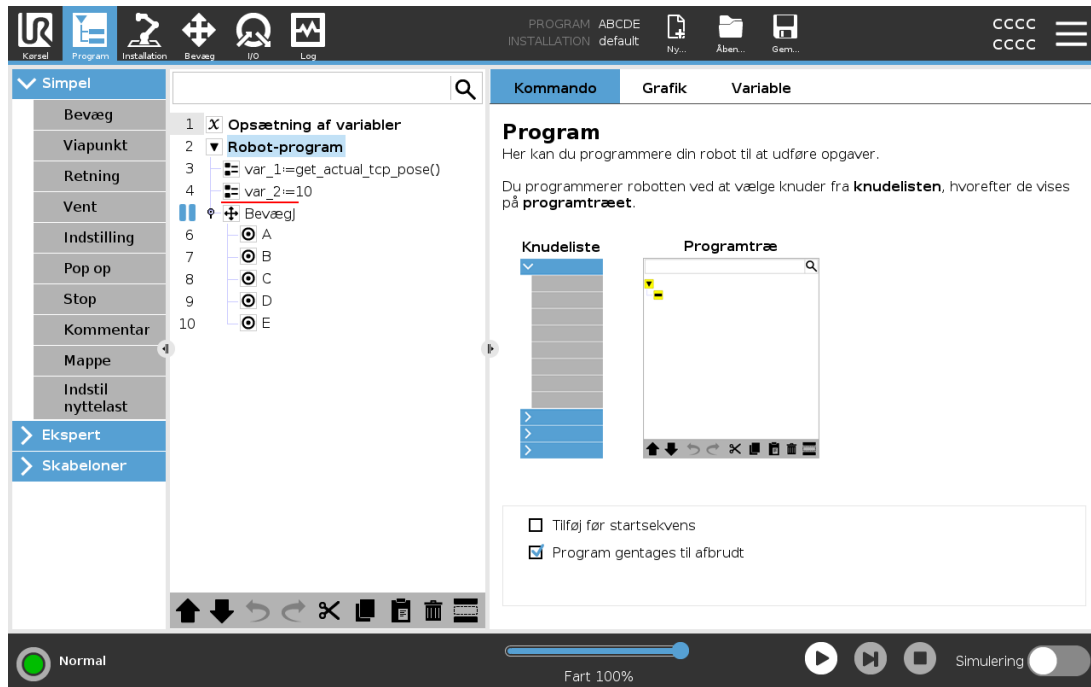 UR
Kørsel
Program
Installation
Bevæg
I/O
Log
PROGRAM ABCDE
INSTALLATION default
Ny...
Åben...
Gem...
CCCC
CCCC
Simpel
Bevæg
Viapunkt
Retning
Vent
Indstilling
Pop op
Stop
Kommentar
Mappe
Indstil
nyttelast
Ekspert
Skabeloner
1 X Opsætning af variabler
2 Robot-program
3 var_1:=get_actual_tcp_pose()
4 var_2:=10
BevægJ
6 A
7 B
8 C
9 D
10 E
Kommando Grafik Variable
Program
Her kan du programmere din robot til at udføre opgaver.
Du programmerer robotten ved at vælge knuder fra knudelisten, hvorefter de vises
på programtræet.
Knudeliste Programtræ
Tilføj før startsekvens
Program gentages til afbrudt
Normal
Fart 100%
Simulering